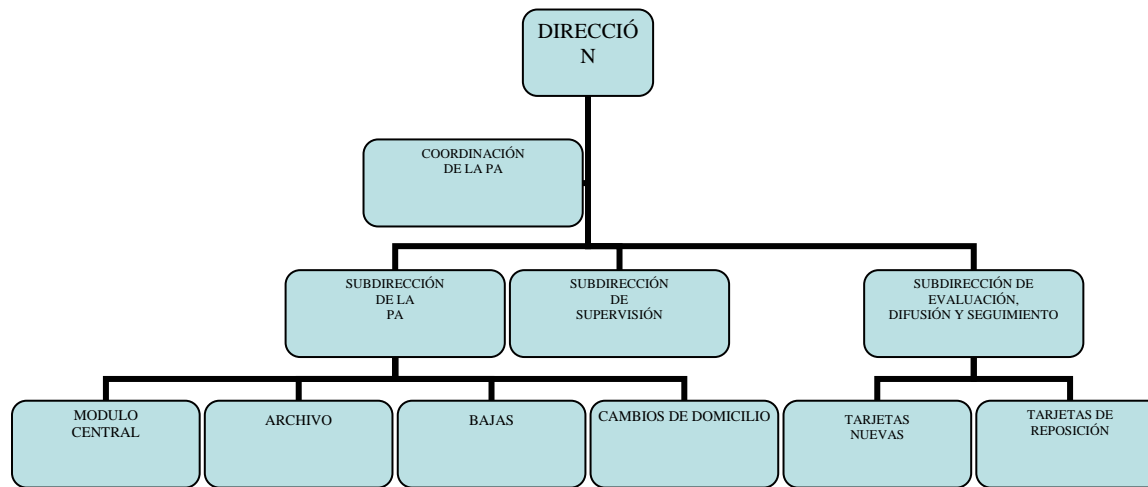 DIRECCIÓ
N
COORDINACIÓN
DE LA PA
SUBDIRECCIÓN
DE LA
PA
SUBDIRECCIÓN
DE
SUPERVISIÓN
SUBDIRECCIÓN DE
EVALUACIÓN,
DIFUSIÓN Y SEGUIMIENTO
MODULO
CENTRAL
ARCHIVO
BAJAS
CAMBIOS DE DOMICILIO
TARJETAS
NUEVAS
TARJETAS DE
REPOSICIÓN